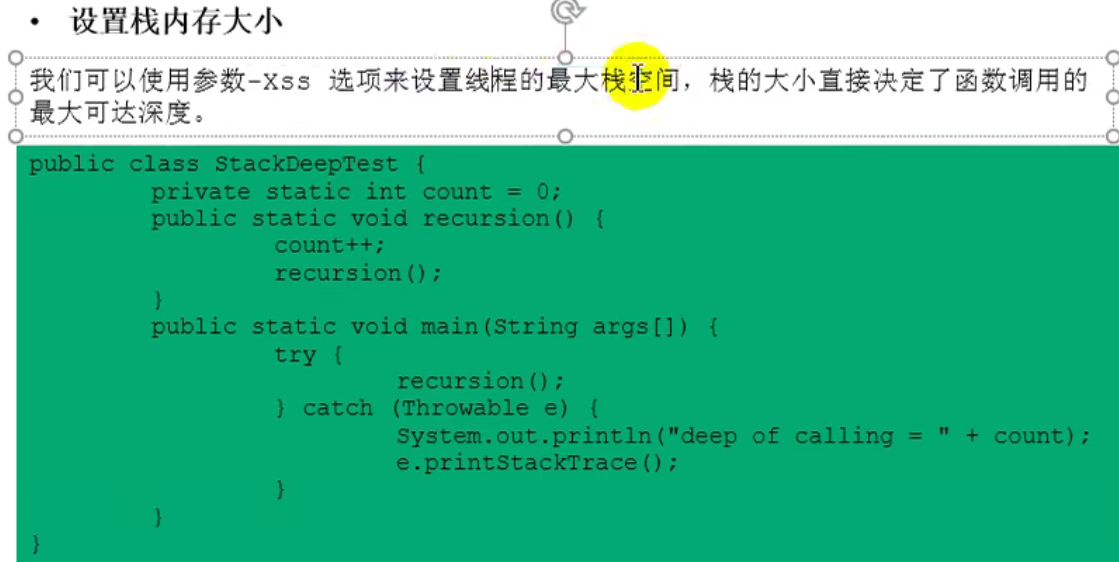 • 设置栈内存大小
我们可以使用参数-Xss 选项来设置线程的最大栈空间，栈的大小直接决定了函数调用的
最大可达深度。
public class StackDeepTest {
private static int count = 0;
public static void recursion() {
count++;
recursion();
}
public static void main(String args[]) {
try {
recursion();
} catch (Throwable e) {
System.out.println("deep of calling = " + count);
e.printStackTrace();
}
}
}